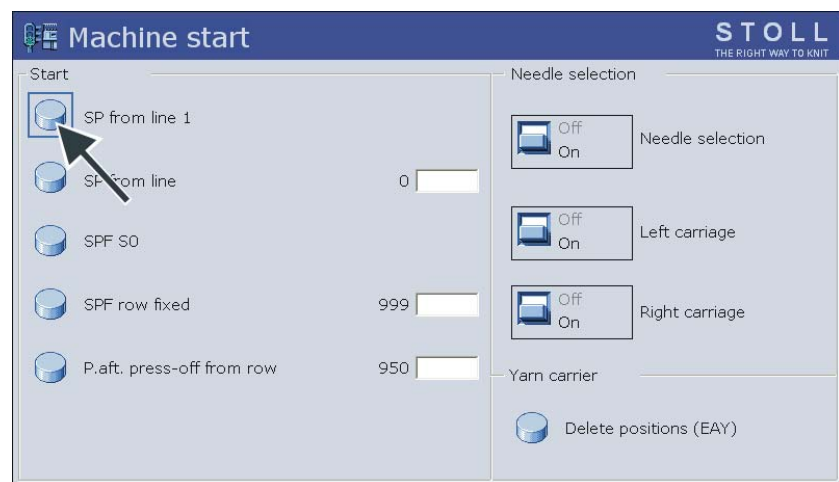 Machine start
STOLL
THE RIGHT WAY TO KNIT
Start
SP from line 1
SP from line 0
SPF S0
SPF row fixed 999
P.aft. press-off from row 950
Needle selection
Off
On
Needle selection
Off
On
Left carriage
Off
On
Right carriage
Yarn carrier
Delete positions (EAY)